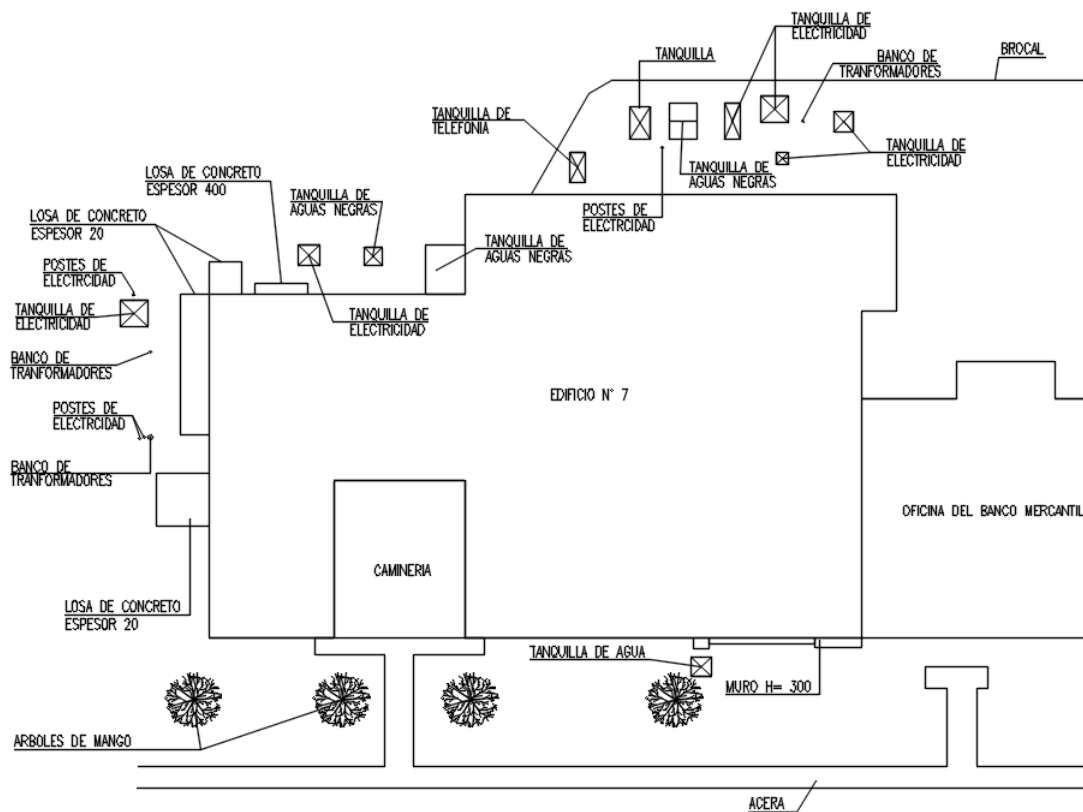 TANQUILLA DE
ELECTRICIDAD
TANQUILLA
BANCO DE
TRANFORMADORES
BROCAL
TANQUILLA DE
TELEFONIA
TANQUILLA DE
ELECTRICIDAD
TANQUILLA DE
AGUAS NEGRAS
LOSA DE CONCRETO
ESPESOR 400
TANQUILLA DE
AGUAS NEGRAS
POSTES DE
ELECTRCIDAD
LOSA DE CONCRETO
ESPESOR 20
TANQUILLA DE
AGUAS NEGRAS
POSTES DE
ELECTRCIDAD
TANQUILLA DE
ELECTRICIDAD
TANQUILLA DE
ELECTRICIDAD
BANCO DE
TRANFORMADORES
EDIFICIO N° 7
POSTES DE
ELECTRCIDAD
BANCO DE
TRANFORMADORES
OFICINA DEL BANCO MERCANTIL
CAMINERIA
LOSA DE CONCRETO
ESPESOR 20
TANQUILLA DE AGUA
MURO H= 300
ARBOLES DE MANGO
ACERA